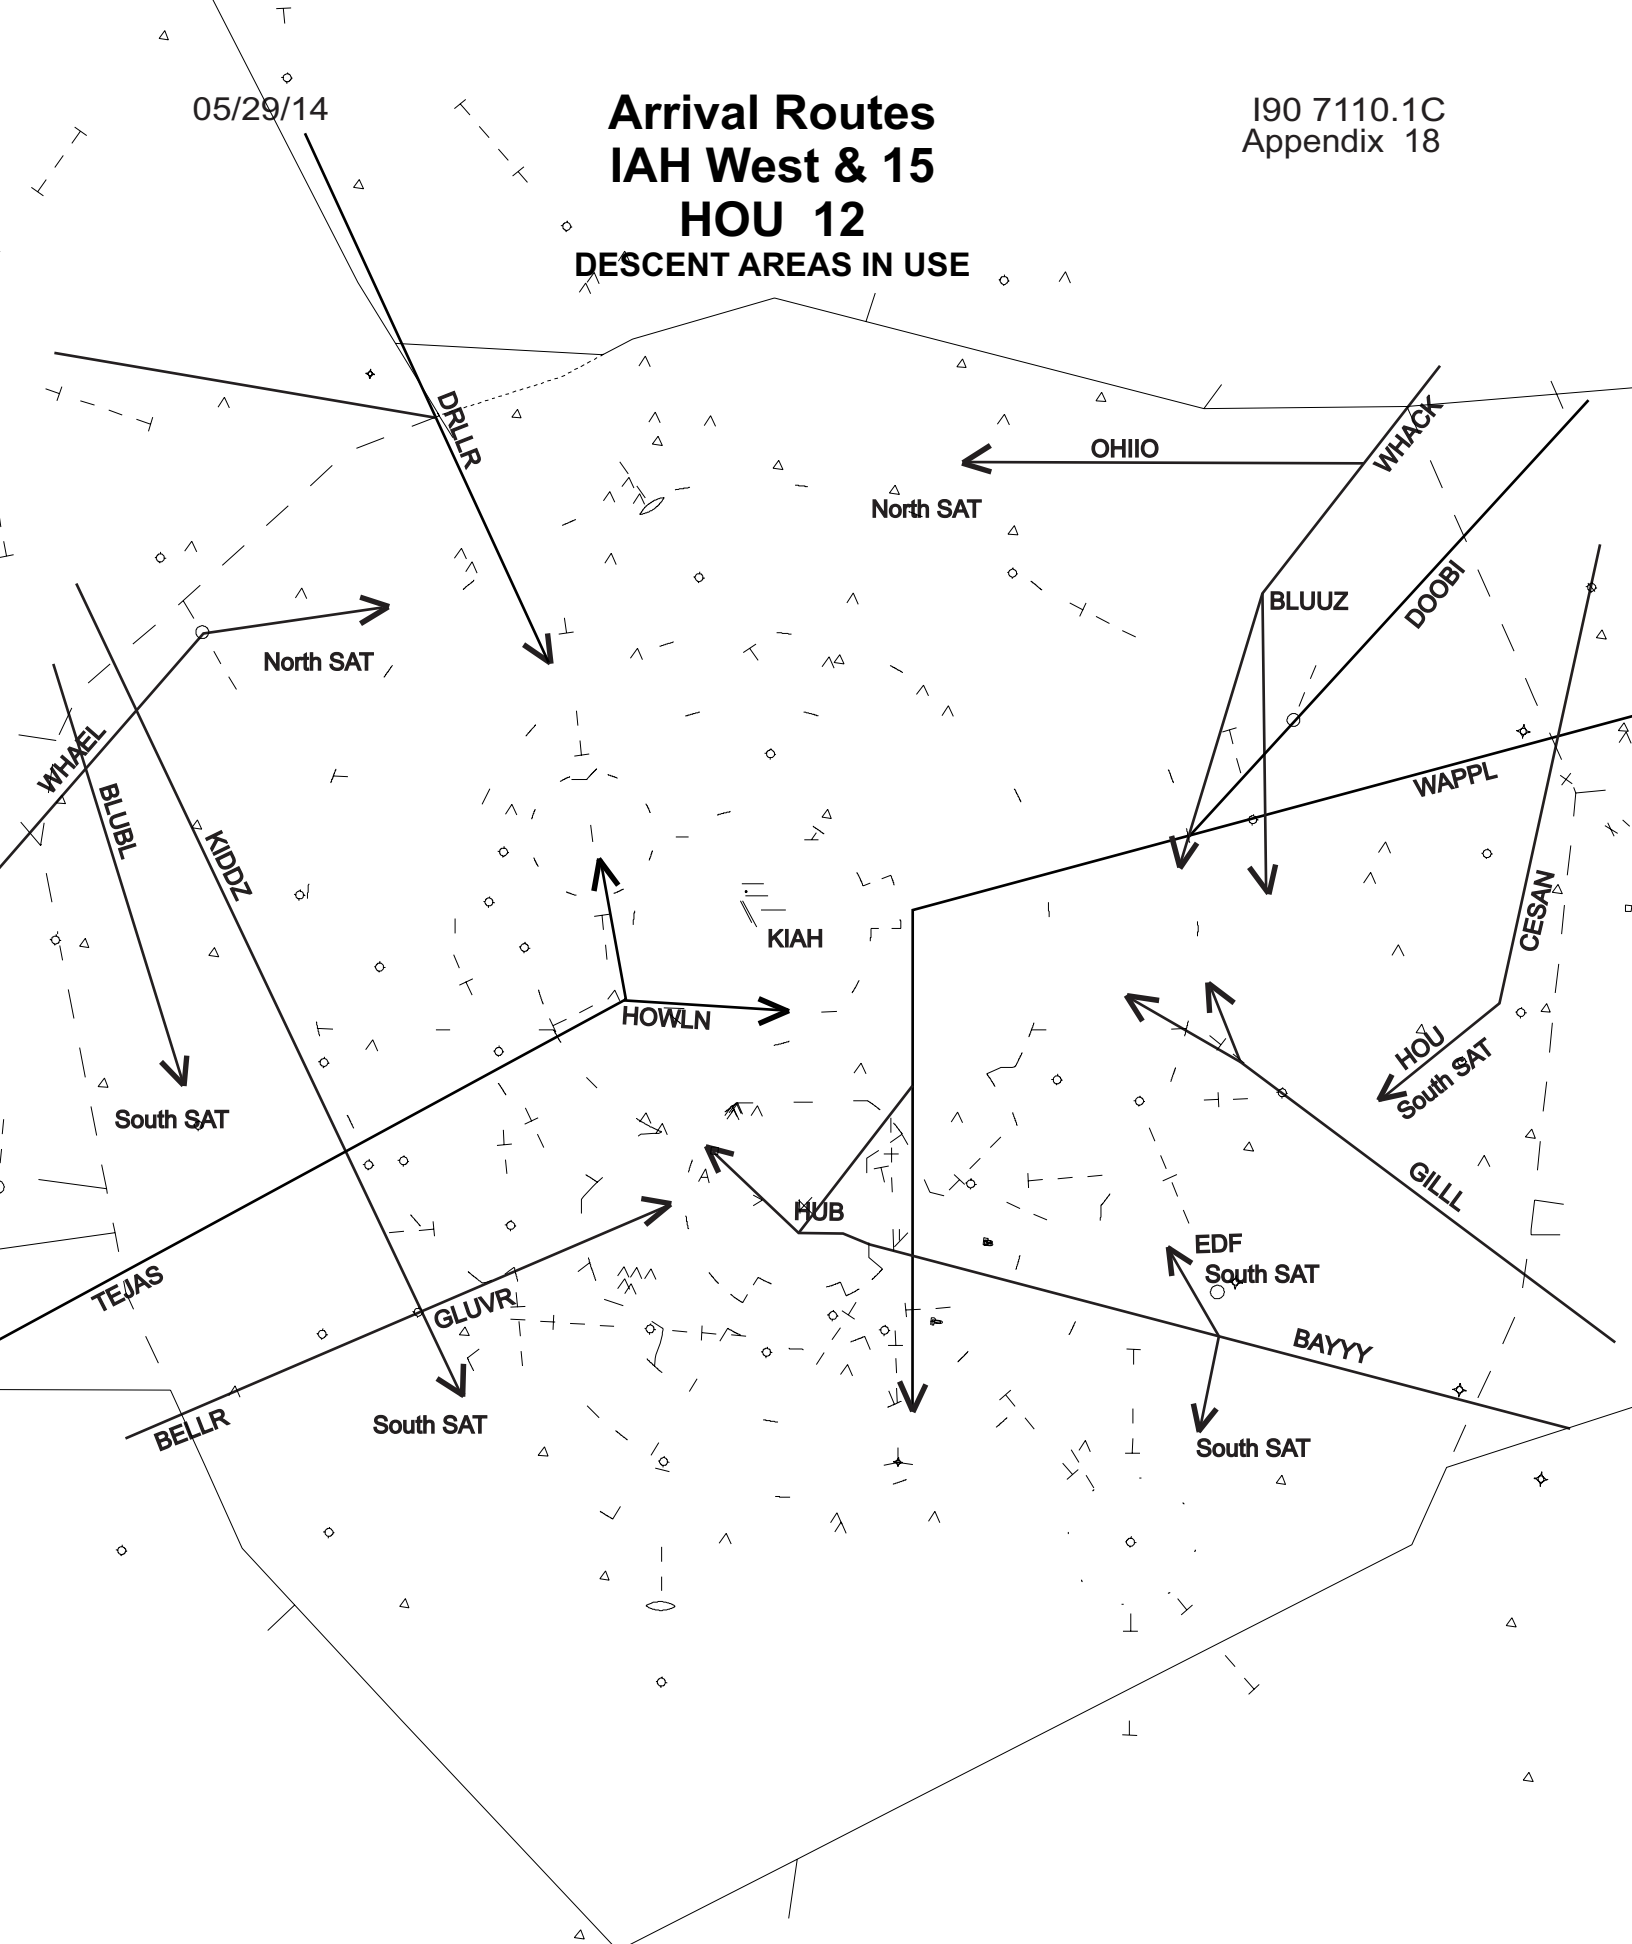 05/29/14
Arrival Routes
IAH West & 15
HOU 12
DESCENT AREAS IN USE
I90 7110.1C
Appendix 18
DRLLR
OHIIO
WHACK
North SAT
BLUUZ
DOOBI
North SAT
WHAEL
BLUBL
KIDDZ
WAPPL
CESAN
KIAH
HOWLN
HOU
South SAT
South SAT
GILLL
HUB
EDF
South SAT
TEJAS
GLUVR
BAYYY
BELLR
South SAT
South SAT